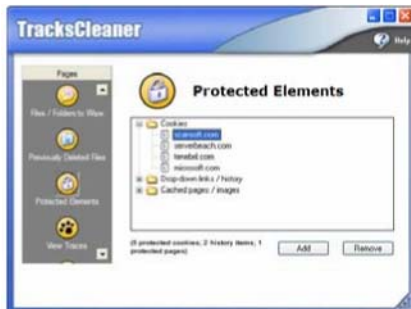 TracksCleaner
Help
Pages
Protected Elements
Files / Folders to Wipe
Previously Deleted Files
Protected Elements
View Traces
Cookies
serverbeach.com
microsoft.com
Drop-down links / history
Cached pages / images
(5 protected cookies, 2 history items, 1
protected pages)
Add
Remove